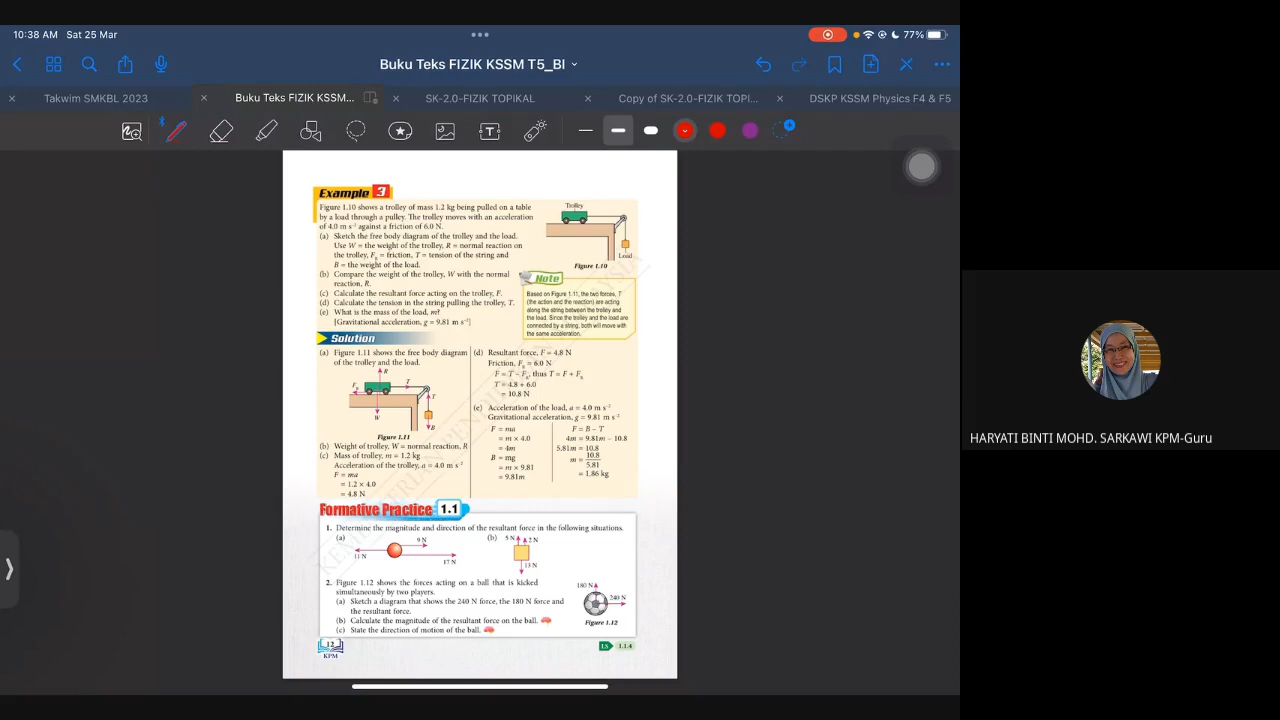 10:38 AM Sat 25 Mar
77%
Buku Teks FIZIK KSSM T5_BI
Takwim SMKBL 2023
Buku Teks FIZIK KSSM...
SK-2.0-FIZIK TOPIKAL
Copy of SK-2.0-FIZIK TOPI...
DSKP KSSM Physics F4 & F5
Example 3
Figure 1.10 shows a trolley of mass 1.2 kg being pulled on a table
by a load through a pulley. The trolley moves with an acceleration
of 4.0 m s⁻² against a friction of 6.0 N.
(a) Sketch the free body diagram of the trolley and the load.
Use W = the weight of the trolley, R = normal reaction on
the trolley, F_R = friction, T = tension of the string and
B = the weight of the load.
(b) Compare the weight of the trolley, W with the normal
reaction, R.
(c) Calculate the resultant force acting on the trolley, F.
(d) Calculate the tension in the string pulling the trolley, T.
(e) What is the mass of the load, m?
[Gravitational acceleration, g = 9.81 m s⁻²]
Trolley
Load
Figure 1.10
Note
Based on Figure 1.11, the two forces, T
(the action and the reaction) are acting
along the string between the trolley and
the load. Since the trolley and the load are
connected by a string, both will move with
the same acceleration.
Solution
(a) Figure 1.11 shows the free body diagram
of the trolley and the load.
R
F_R
T
T
W
B
Figure 1.11
(b) Weight of trolley, W = normal reaction, R
(c) Mass of trolley, m = 1.2 kg
Acceleration of the trolley, a = 4.0 m s⁻²
F = ma
= 1.2 × 4.0
= 4.8 N
(d) Resultant force, F = 4.8 N
Friction, F_R = 6.0 N
F = T − F_R, thus T = F + F_R
T = 4.8 + 6.0
= 10.8 N
(e) Acceleration of the load, a = 4.0 m s⁻²
Gravitational acceleration, g = 9.81 m s⁻²
F = ma
= m × 4.0
= 4m
B = mg
= m × 9.81
= 9.81m
F = B − T
4m = 9.81m − 10.8
5.81m = 10.8
m = 10.8/5.81
= 1.86 kg
Formative Practice 1.1
1. Determine the magnitude and direction of the resultant force in the following situations.
(a)
9 N
11 N
17 N
(b)
5 N
2 N
13 N
2. Figure 1.12 shows the forces acting on a ball that is kicked
simultaneously by two players.
(a) Sketch a diagram that shows the 240 N force, the 180 N force and
the resultant force.
(b) Calculate the magnitude of the resultant force on the ball.
(c) State the direction of motion of the ball.
180 N
240 N
Figure 1.12
12
KPM
LS 1.1.4
HARYATI BINTI MOHD. SARKAWI KPM-Guru